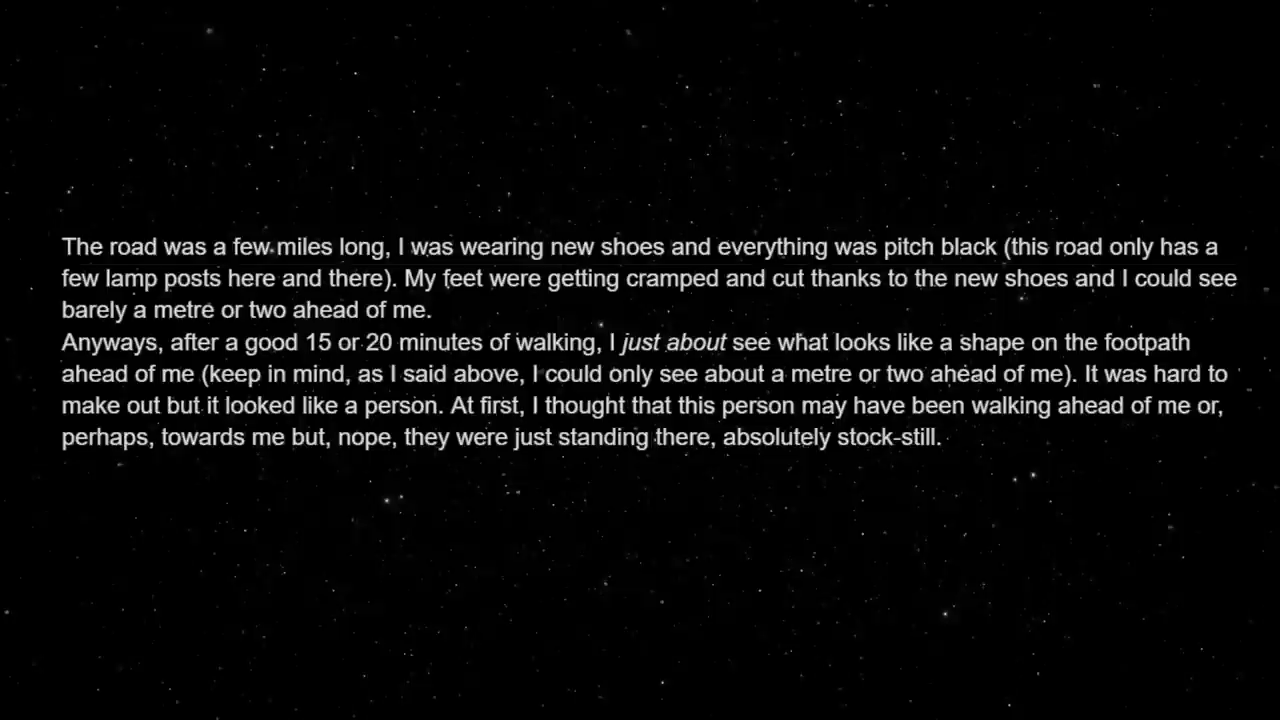 The road was a few miles long, I was wearing new shoes and everything was pitch black (this road only has a
few lamp posts here and there). My feet were getting cramped and cut thanks to the new shoes and I could see
barely a metre or two ahead of me.
Anyways, after a good 15 or 20 minutes of walking, I just about see what looks like a shape on the footpath
ahead of me (keep in mind, as I said above, I could only see about a metre or two ahead of me). It was hard to
make out but it looked like a person. At first, I thought that this person may have been walking ahead of me or,
perhaps, towards me but, nope, they were just standing there, absolutely stock-still.